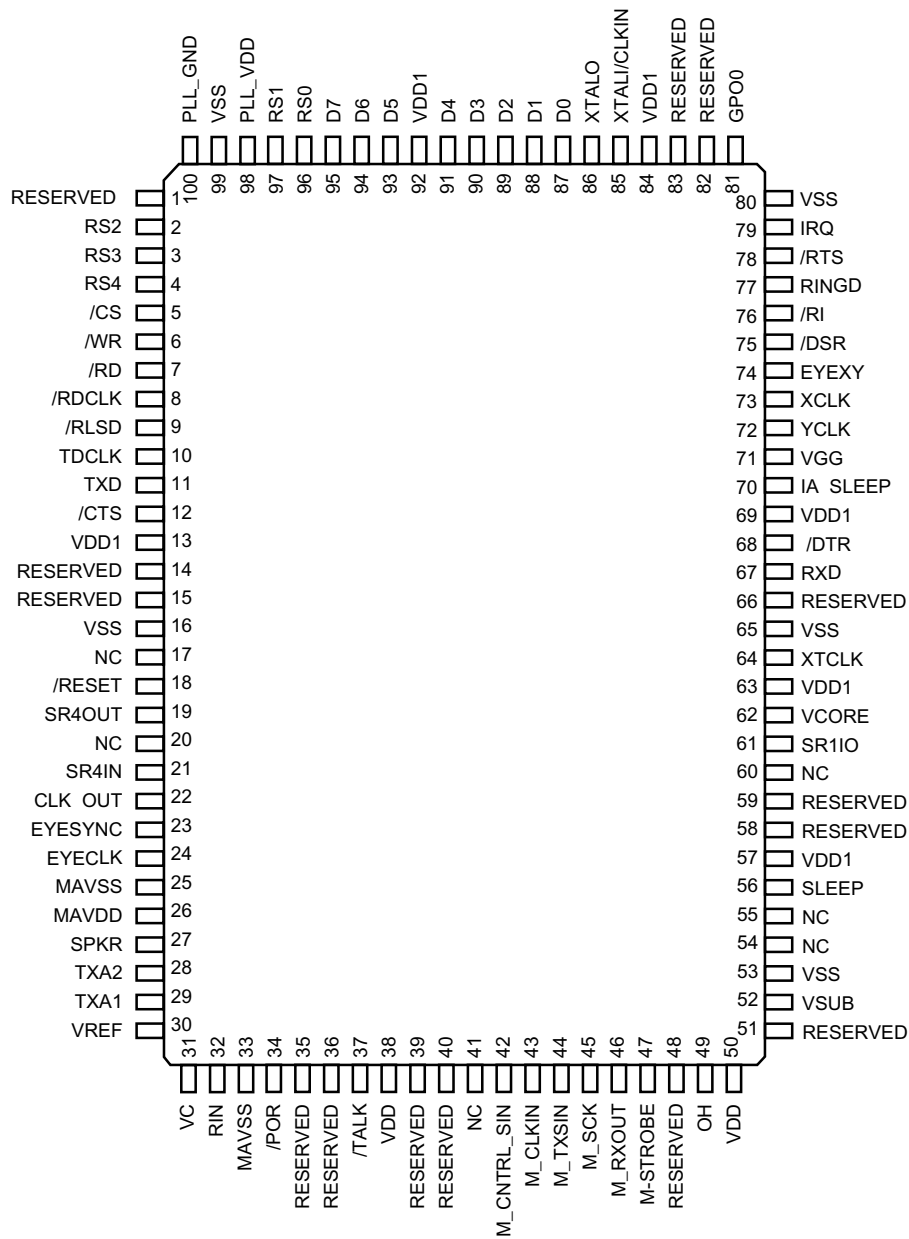 PLL_GND
VSS
PLL_VDD
RS1
RS0
D7
D6
D5
VDD1
D4
D3
D2
D1
D0
XTALO
XTALI/CLKIN
VDD1
RESERVED
RESERVED
GPO0
100
99
98
97
96
95
94
93
92
91
90
89
88
87
86
85
84
83
82
81
RESERVED 1
RS2 2
RS3 3
RS4 4
/CS 5
/WR 6
/RD 7
/RDCLK 8
/RLSD 9
TDCLK 10
TXD 11
/CTS 12
VDD1 13
RESERVED 14
RESERVED 15
VSS 16
NC 17
/RESET 18
SR4OUT 19
NC 20
SR4IN 21
CLK OUT 22
EYESYNC 23
EYECLK 24
MAVSS 25
MAVDD 26
SPKR 27
TXA2 28
TXA1 29
VREF 30
80 VSS
79 IRQ
78 /RTS
77 RINGD
76 /RI
75 /DSR
74 EYEXY
73 XCLK
72 YCLK
71 VGG
70 IA SLEEP
69 VDD1
68 /DTR
67 RXD
66 RESERVED
65 VSS
64 XTCLK
63 VDD1
62 VCORE
61 SR1IO
60 NC
59 RESERVED
58 RESERVED
57 VDD1
56 SLEEP
55 NC
54 NC
53 VSS
52 VSUB
51 RESERVED
31
32
33
34
35
36
37
38
39
40
41
42
43
44
45
46
47
48
49
50
VC
RIN
MAVSS
/POR
RESERVED
RESERVED
/TALK
VDD
RESERVED
RESERVED
NC
M_CNTRL_SIN
M_CLKIN
M_TXSIN
M_SCK
M_RXOUT
M-STROBE
RESERVED
OH
VDD